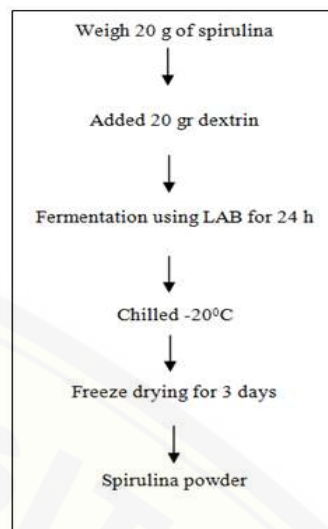 Weigh 20 g of spirulina
Added 20 gr dextrin
Fermentation using LAB for 24 h
Chilled -20⁰C
Freeze drying for 3 days
Spirulina powder